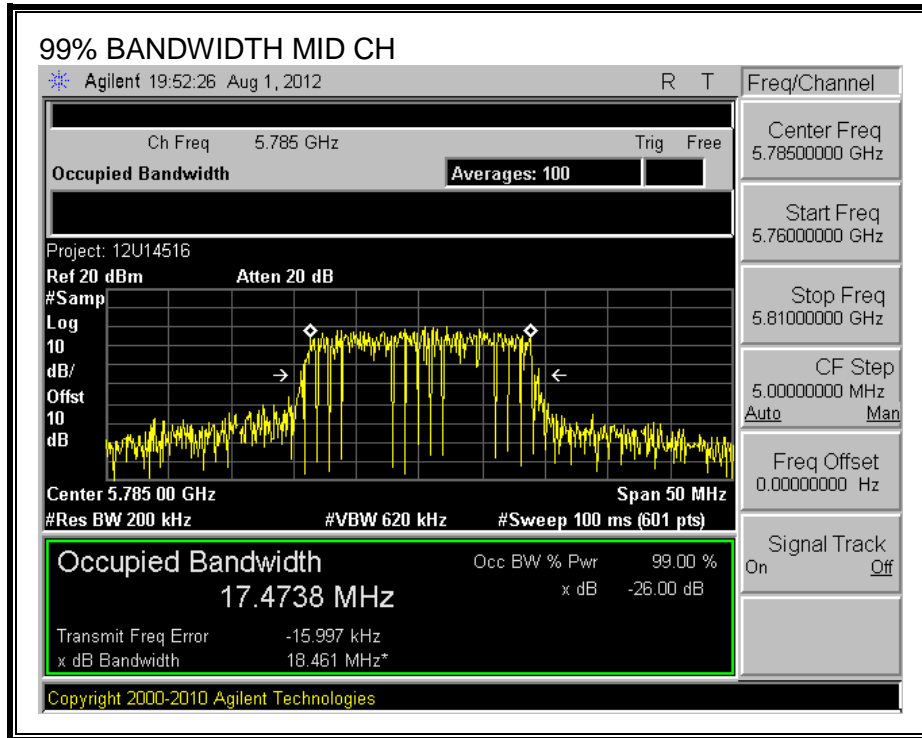 99% BANDWIDTH MID CH
Agilent 19:52:26 Aug 1, 2012 R T
Freq/Channel
Ch Freq 5.785 GHz Trig Free
Occupied Bandwidth Averages: 100
Center Freq
5.78500000 GHz
Start Freq
5.76000000 GHz
Stop Freq
5.81000000 GHz
CF Step
5.00000000 MHz
Auto Man
Freq Offset
0.00000000 Hz
Signal Track
On Off
Project: 12U14516
Ref 20 dBm Atten 20 dB
#Samp
Log
10
dB/
Offst
10
dB
Center 5.785 00 GHz Span 50 MHz
#Res BW 200 kHz #VBW 620 kHz #Sweep 100 ms (601 pts)
Occupied Bandwidth Occ BW % Pwr 99.00 %
17.4738 MHz x dB -26.00 dB
Transmit Freq Error -15.997 kHz
x dB Bandwidth 18.461 MHz*
Copyright 2000-2010 Agilent Technologies